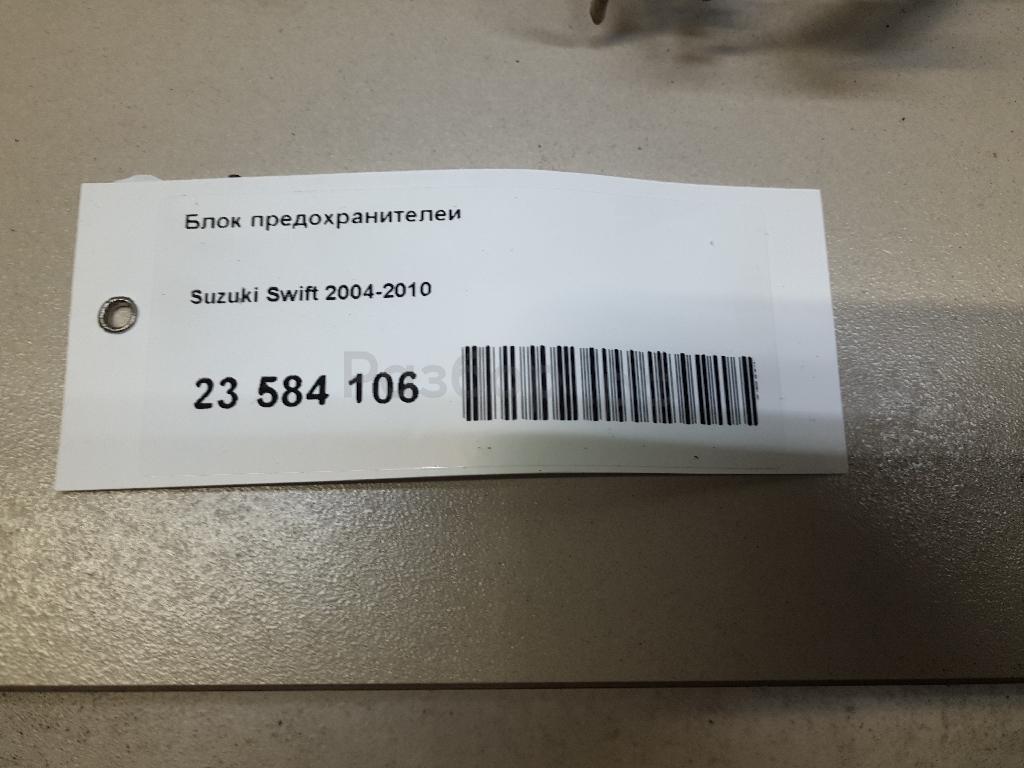 Блок предохранителеи
Suzuki Swift 2004-2010
23 584 106